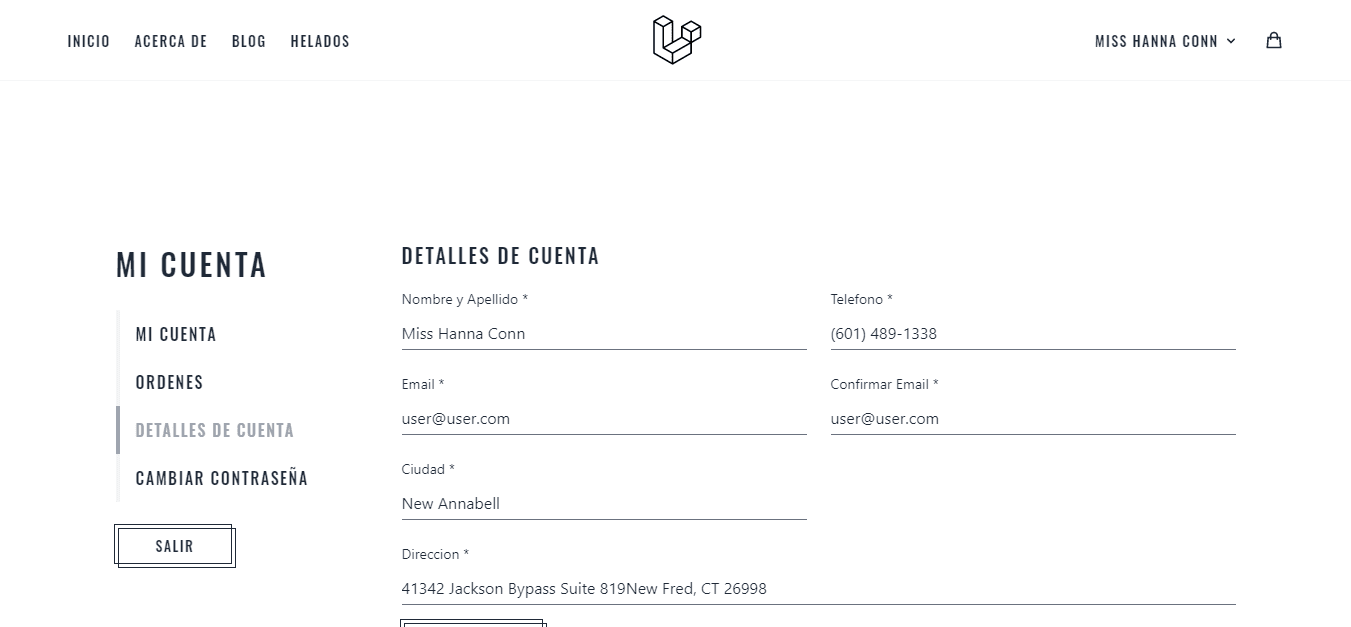 INICIO ACERCA DE BLOG HELADOS MISS HANNA CONN
MI CUENTA
MI CUENTA
ORDENES
DETALLES DE CUENTA
CAMBIAR CONTRASEÑA
SALIR
DETALLES DE CUENTA
Nombre y Apellido * Telefono *
Miss Hanna Conn (601) 489-1338
Email * Confirmar Email *
user@user.com user@user.com
Ciudad *
New Annabell
Direccion *
41342 Jackson Bypass Suite 819New Fred, CT 26998